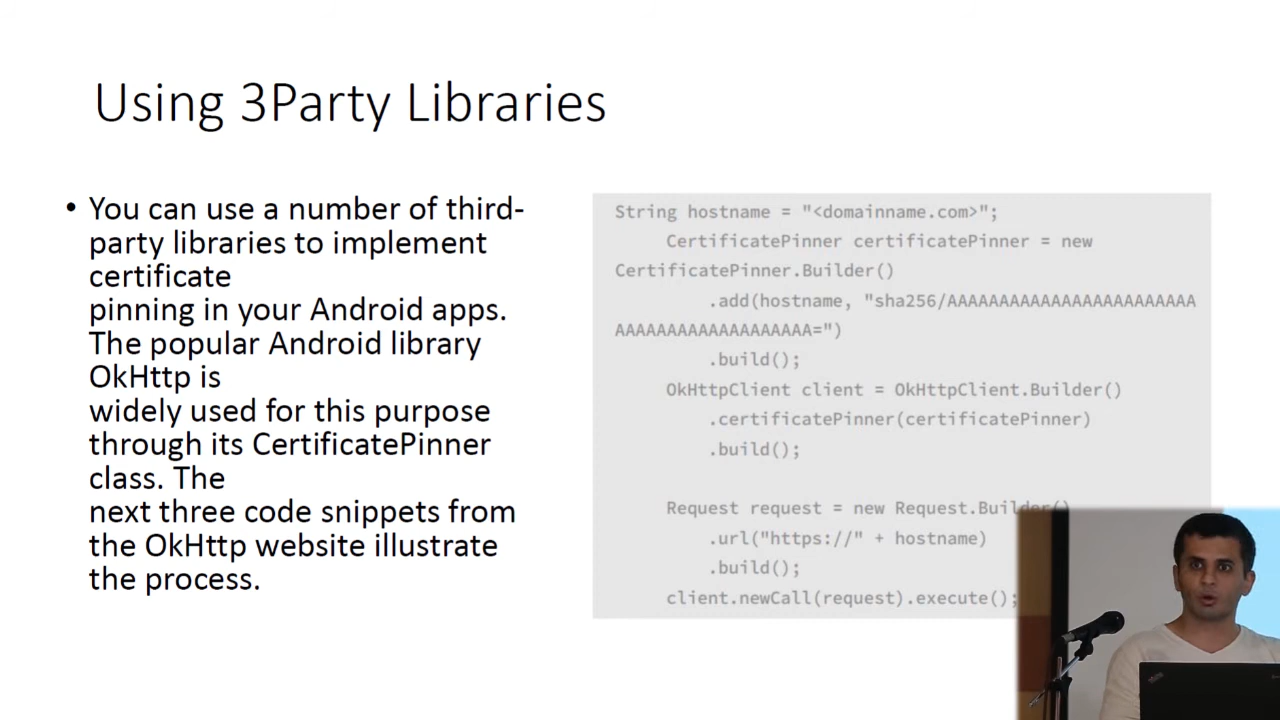 Using 3Party Libraries
• You can use a number of third-
party libraries to implement
certificate
pinning in your Android apps.
The popular Android library
OkHttp is
widely used for this purpose
through its CertificatePinner
class. The
next three code snippets from
the OkHttp website illustrate
the process.
String hostname = "<domainname.com>";
CertificatePinner certificatePinner = new
CertificatePinner.Builder()
.add(hostname, "sha256/AAAAAAAAAAAAAAAAAAAAAAAA
AAAAAAAAAAAAAAAAAAA=")
.build();
OkHttpClient client = OkHttpClient.Builder()
.certificatePinner(certificatePinner)
.build();
Request request = new Request.Builder()
.url("https://" + hostname)
.build();
client.newCall(request).execute();